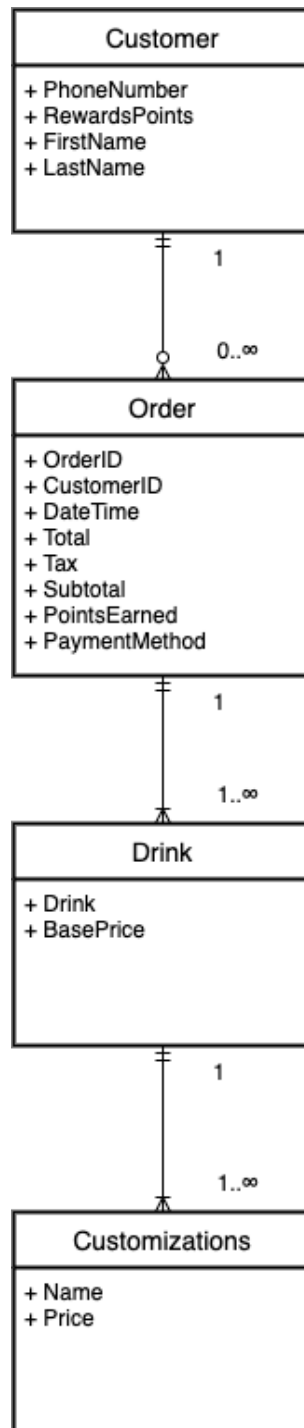 Customer
+ PhoneNumber
+ RewardsPoints
+ FirstName
+ LastName
1
0..∞
Order
+ OrderID
+ CustomerID
+ DateTime
+ Total
+ Tax
+ Subtotal
+ PointsEarned
+ PaymentMethod
1
1..∞
Drink
+ Drink
+ BasePrice
1
1..∞
Customizations
+ Name
+ Price